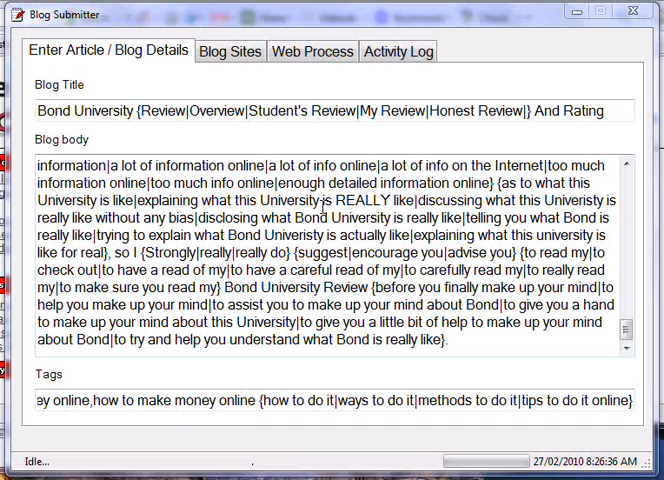 Blog Submitter
Enter Article / Blog Details
Blog Sites
Web Process
Activity Log
Blog Title
Bond University {Review|Overview|Student's Review|My Review|Honest Review|} And Rating
Blog body
information|a lot of information online|a lot of info online|a lot of info on the Internet|too much
information online|too much info online|enough detailed information online} {as to what this
University is like|explaining what this University is REALLY like|discussing what this Univeristy is
really like without any bias|disclosing what Bond University is really like|telling you what Bond is
really like|trying to explain what Bond Univeristy is actually like|explaining what this university is
like for real}, so I {Strongly|really|really do} {suggest|encourage you|advise you} {to read my|to
check out|to have a read of my|to have a careful read of my|to carefully read my|to really read
my|to make sure you read my} Bond University Review {before you finally make up your mind|to
help you make up your mind|to assist you to make up your mind about Bond|to give you a hand
to make up your mind about this University|to give you a little bit of help to make up your mind
about Bond|to try and help you understand what Bond is really like}.
Tags
ey online,how to make money online {how to do it|ways to do it|methods to do it|tips to do it online}
Idle...
27/02/2010 8:26:36 AM